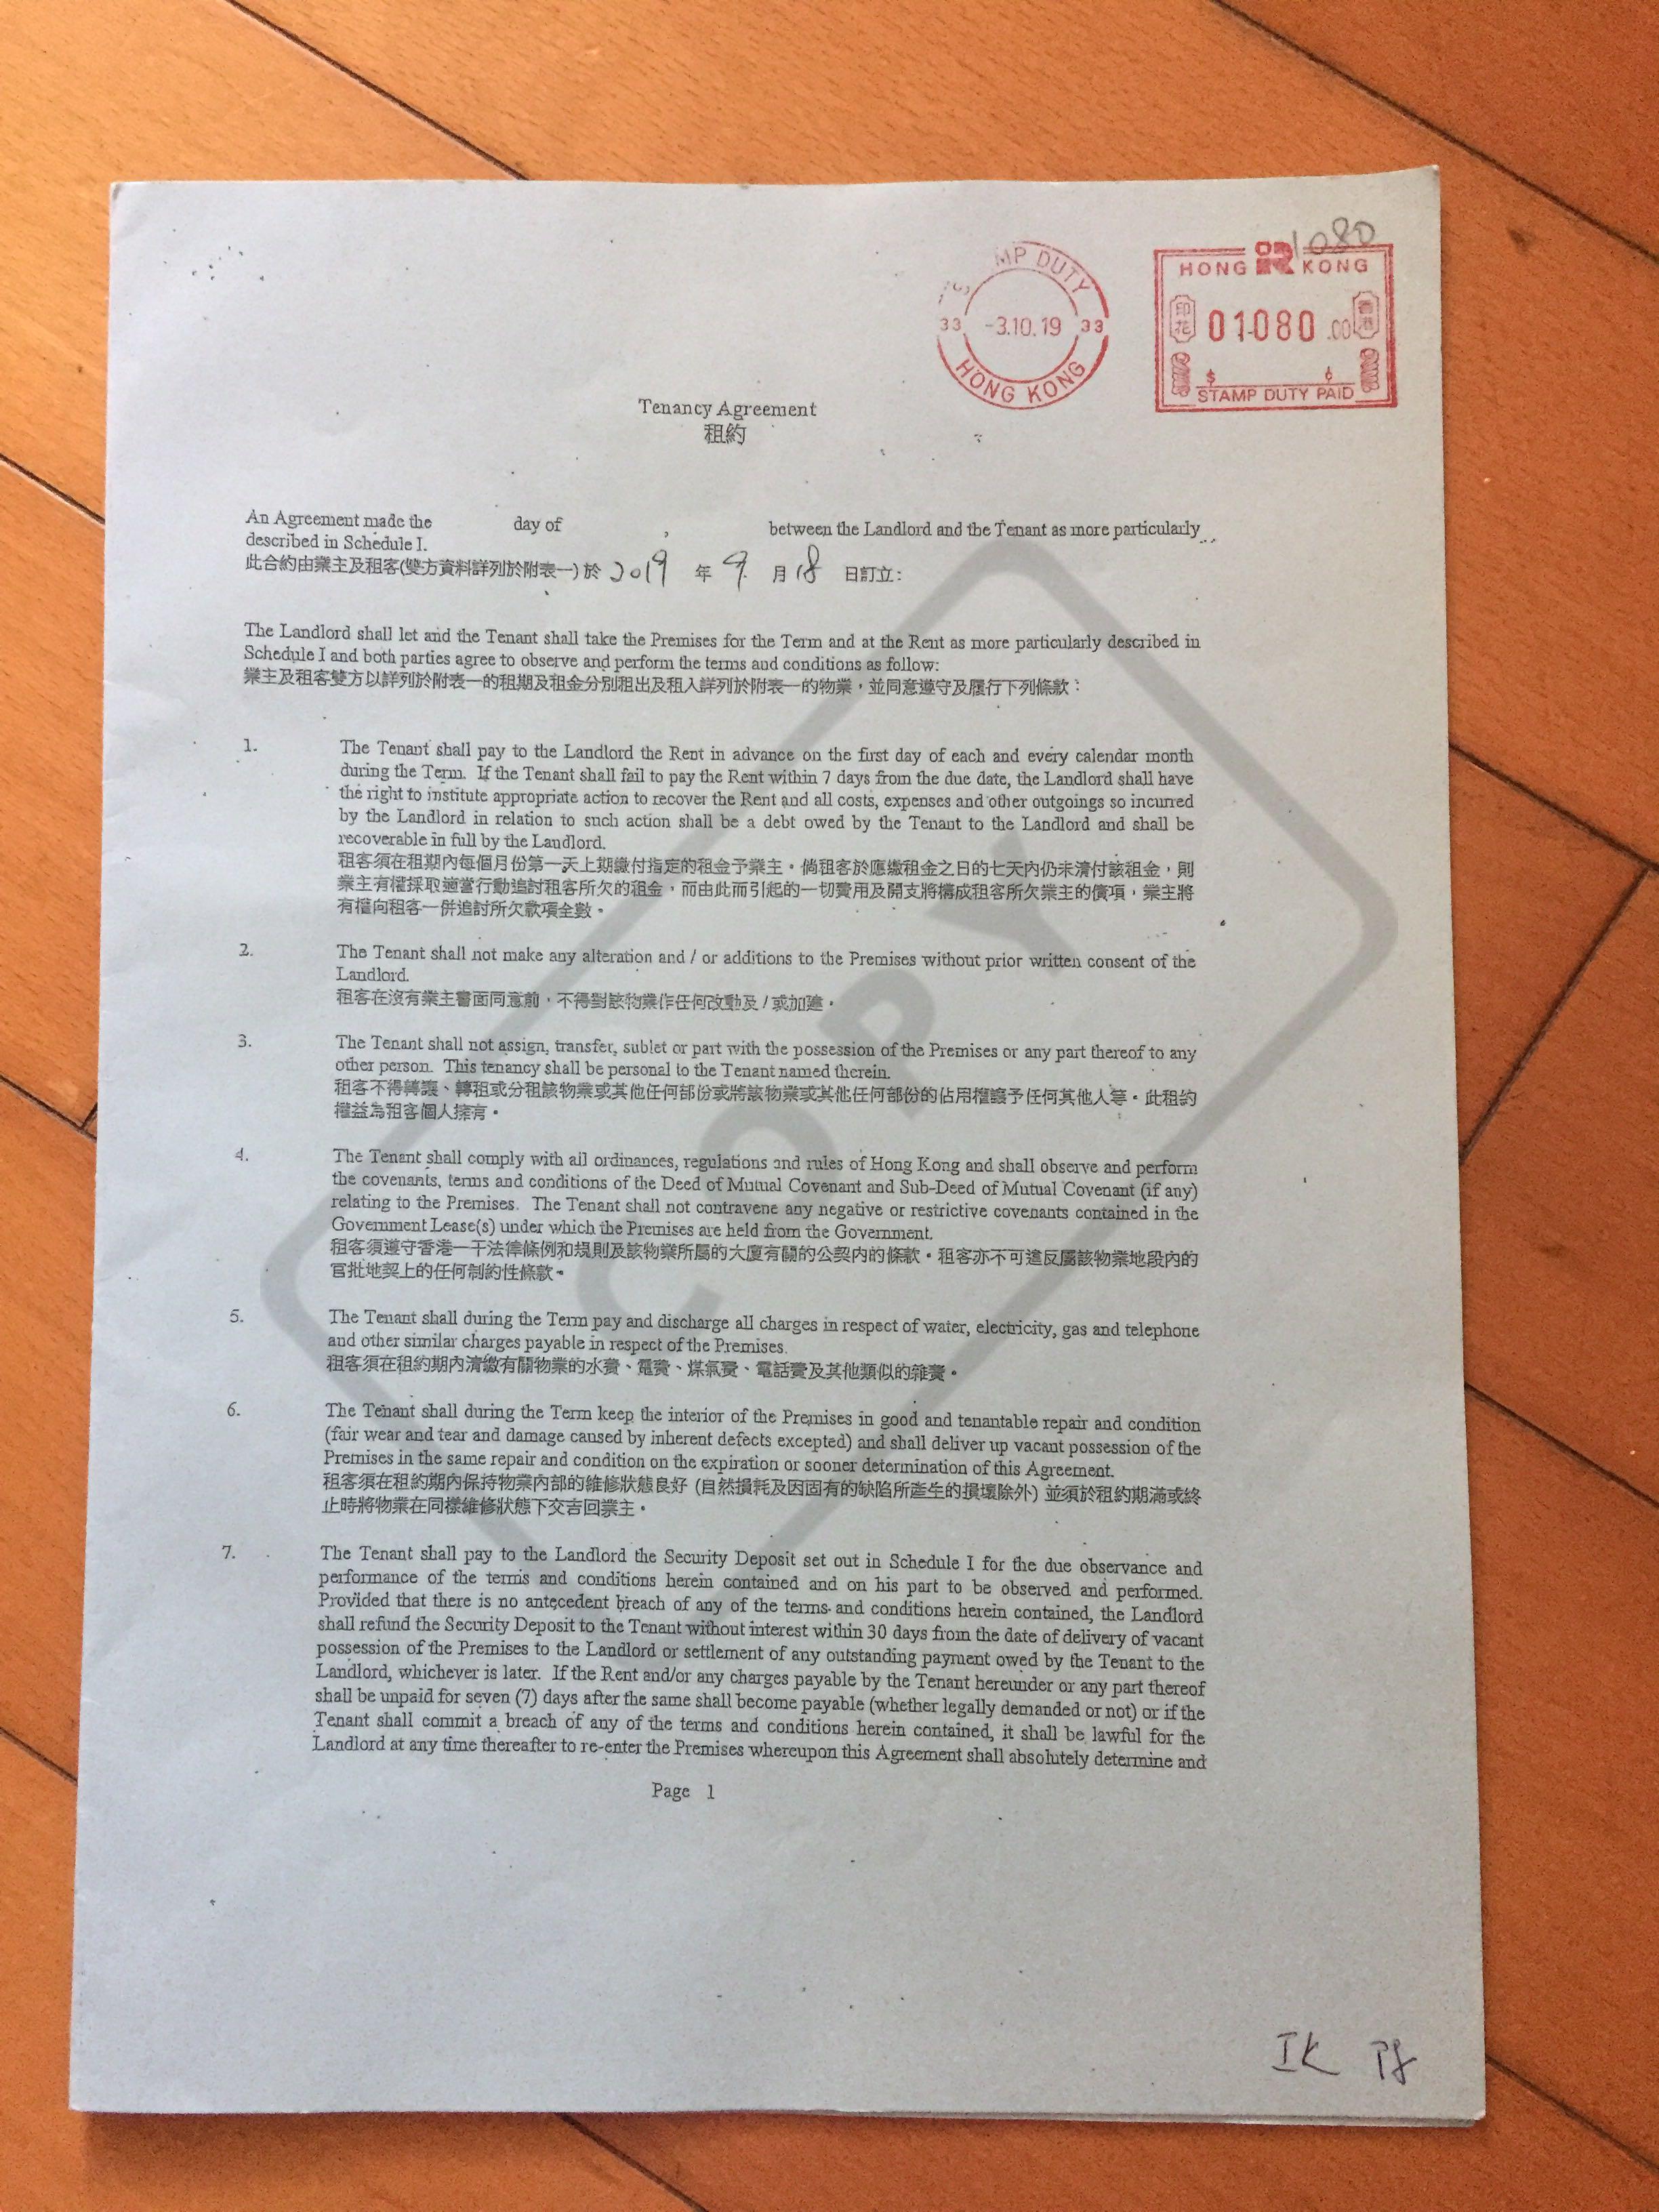 1080
STAMP DUTY
33 -3.10.19 33
HONG KONG
HONG KONG
印花 01080.00 香港
$ ¢
STAMP DUTY PAID
Tenancy Agreement
租約
An Agreement made the day of , between the Landlord and the Tenant as more particularly
described in Schedule I.
此合約由業主及租客(雙方資料詳列於附表一)於 2019 年 9 月 18 日訂立:
The Landlord shall let and the Tenant shall take the Premises for the Term and at the Rent as more particularly described in
Schedule I and both parties agree to observe and perform the terms and conditions as follow:
業主及租客雙方以詳列於附表一的租期及租金分別租出及租入詳列於附表一的物業，並同意遵守及履行下列條款：
1. The Tenant shall pay to the Landlord the Rent in advance on the first day of each and every calendar month
during the Term. If the Tenant shall fail to pay the Rent within 7 days from the due date, the Landlord shall have
the right to institute appropriate action to recover the Rent and all costs, expenses and other outgoings so incurred
by the Landlord in relation to such action shall be a debt owed by the Tenant to the Landlord and shall be
recoverable in full by the Landlord.
租客須在租期內每個月份第一天上期繳付指定的租金予業主。倘租客於應繳租金之日的七天內仍未清付該租金，則
業主有權採取適當行動追討租客所欠的租金，而由此而引起的一切費用及開支將構成租客所欠業主的債項，業主將
有權向租客一併追討所欠款項全數。
2. The Tenant shall not make any alteration and / or additions to the Premises without prior written consent of the
Landlord.
租客在沒有業主書面同意前，不得對該物業作任何改動及 / 或加建。
3. The Tenant shall not assign, transfer, sublet or part with the possession of the Premises or any part thereof to any
other person. This tenancy shall be personal to the Tenant named therein.
租客不得轉讓、轉租或分租該物業或其他任何部份或將該物業或其他任何部份的佔用權讓予任何其他人等。此租約
權益為租客個人擁有。
4. The Tenant shall comply with all ordinances, regulations and rules of Hong Kong and shall observe and perform
the covenants, terms and conditions of the Deed of Mutual Covenant and Sub-Deed of Mutual Covenant (if any)
relating to the Premises. The Tenant shall not contravene any negative or restrictive covenants contained in the
Government Lease(s) under which the Premises are held from the Government.
租客須遵守香港一干法律條例和規則及該物業所屬的大廈有關的公契內的條款。租客亦不可違反屬該物業地段內的
官批地契上的任何制約性條款。
5. The Tenant shall during the Term pay and discharge all charges in respect of water, electricity, gas and telephone
and other similar charges payable in respect of the Premises.
租客須在租約期內清繳有關物業的水費、電費、煤氣費、電話費及其他類似的雜費。
6. The Tenant shall during the Term keep the interior of the Premises in good and tenantable repair and condition
(fair wear and tear and damage caused by inherent defects excepted) and shall deliver up vacant possession of the
Premises in the same repair and condition on the expiration or sooner determination of this Agreement.
租客須在租約期內保持物業內部的維修狀態良好 (自然損耗及因固有的缺陷所產生的損壞除外) 並須於租約期滿或終
止時將物業在同樣維修狀態下交吉回業主。
7. The Tenant shall pay to the Landlord the Security Deposit set out in Schedule I for the due observance and
performance of the terms and conditions herein contained and on his part to be observed and performed.
Provided that there is no antecedent breach of any of the terms and conditions herein contained, the Landlord
shall refund the Security Deposit to the Tenant without interest within 30 days from the date of delivery of vacant
possession of the Premises to the Landlord or settlement of any outstanding payment owed by the Tenant to the
Landlord, whichever is later. If the Rent and/or any charges payable by the Tenant hereunder or any part thereof
shall be unpaid for seven (7) days after the same shall become payable (whether legally demanded or not) or if the
Tenant shall commit a breach of any of the terms and conditions herein contained, it shall be lawful for the
Landlord at any time thereafter to re-enter the Premises whereupon this Agreement shall absolutely determine and
Page 1
COPY
IK